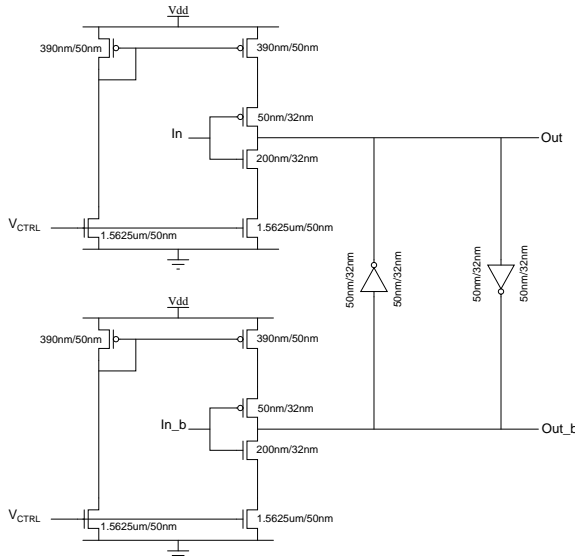 Vdd
390nm/50nm 390nm/50nm
50nm/32nm
In Out
200nm/32nm
VCTRL
1.5625um/50nm 1.5625um/50nm
50nm/32nm 50nm/32nm 50nm/32nm 50nm/32nm
Vdd
390nm/50nm 390nm/50nm
50nm/32nm
In_b Out_b
200nm/32nm
VCTRL
1.5625um/50nm 1.5625um/50nm